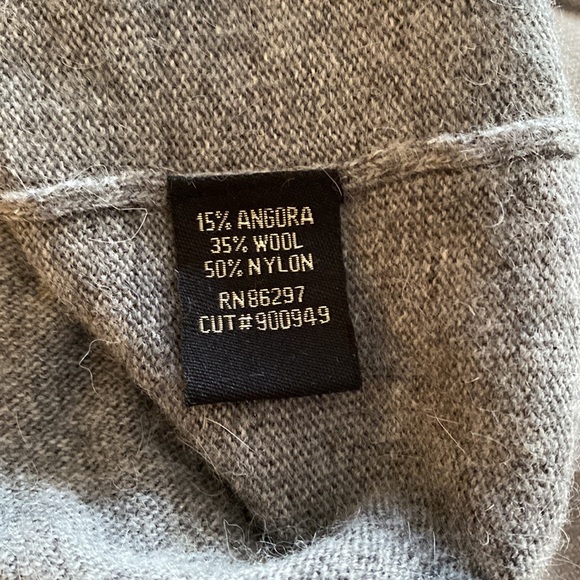 15% ANGORA
35% WOOL
50% NYLON
RN86297
CUT#900949